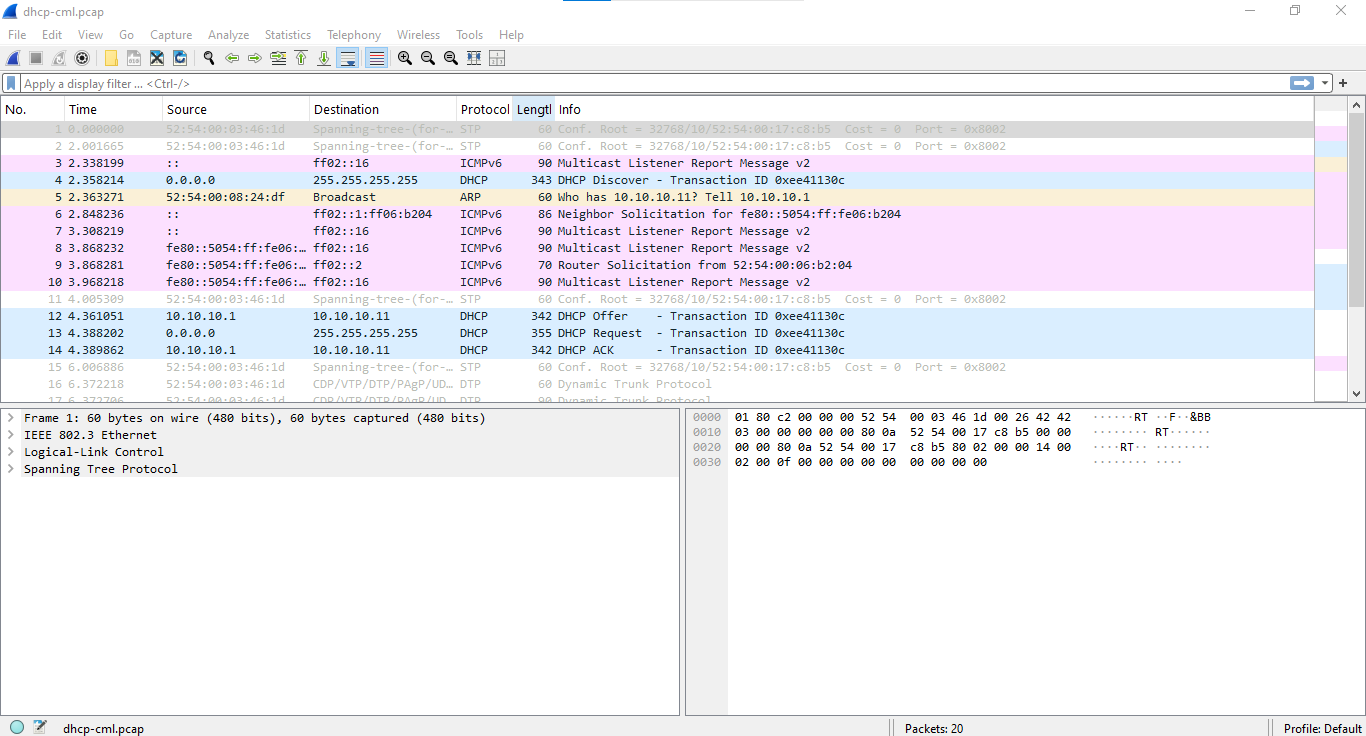 dhcp-cml.pcap
File Edit View Go Capture Analyze Statistics Telephony Wireless Tools Help
Apply a display filter ... <Ctrl-/>
No. Time Source Destination Protocol Lengtl Info
1 0.000000 52:54:00:03:46:1d Spanning-tree-(for-… STP 60 Conf. Root = 32768/10/52:54:00:17:c8:b5 Cost = 0 Port = 0x8002
2 2.001665 52:54:00:03:46:1d Spanning-tree-(for-… STP 60 Conf. Root = 32768/10/52:54:00:17:c8:b5 Cost = 0 Port = 0x8002
3 2.338199 :: ff02::16 ICMPv6 90 Multicast Listener Report Message v2
4 2.358214 0.0.0.0 255.255.255.255 DHCP 343 DHCP Discover - Transaction ID 0xee41130c
5 2.363271 52:54:00:08:24:df Broadcast ARP 60 Who has 10.10.10.11? Tell 10.10.10.1
6 2.848236 :: ff02::1:ff06:b204 ICMPv6 86 Neighbor Solicitation for fe80::5054:ff:fe06:b204
7 3.308219 :: ff02::16 ICMPv6 90 Multicast Listener Report Message v2
8 3.868232 fe80::5054:ff:fe06:… ff02::16 ICMPv6 90 Multicast Listener Report Message v2
9 3.868281 fe80::5054:ff:fe06:… ff02::2 ICMPv6 70 Router Solicitation from 52:54:00:06:b2:04
10 3.968218 fe80::5054:ff:fe06:… ff02::16 ICMPv6 90 Multicast Listener Report Message v2
11 4.005309 52:54:00:03:46:1d Spanning-tree-(for-… STP 60 Conf. Root = 32768/10/52:54:00:17:c8:b5 Cost = 0 Port = 0x8002
12 4.361051 10.10.10.1 10.10.10.11 DHCP 342 DHCP Offer - Transaction ID 0xee41130c
13 4.388202 0.0.0.0 255.255.255.255 DHCP 355 DHCP Request - Transaction ID 0xee41130c
14 4.389862 10.10.10.1 10.10.10.11 DHCP 342 DHCP ACK - Transaction ID 0xee41130c
15 6.006886 52:54:00:03:46:1d Spanning-tree-(for-… STP 60 Conf. Root = 32768/10/52:54:00:17:c8:b5 Cost = 0 Port = 0x8002
16 6.372218 52:54:00:03:46:1d CDP/VTP/DTP/PAgP/UD… DTP 60 Dynamic Trunk Protocol
17 6.372706 52:54:00:03:46:1d CDP/VTP/DTP/PAgP/UD… DTP 90 Dynamic Trunk Protocol
Frame 1: 60 bytes on wire (480 bits), 60 bytes captured (480 bits)
IEEE 802.3 Ethernet
Logical-Link Control
Spanning Tree Protocol
0000 01 80 c2 00 00 00 52 54 00 03 46 1d 00 26 42 42 ······RT ··F··&BB
0010 03 00 00 00 00 00 80 0a 52 54 00 17 c8 b5 00 00 ········ RT······
0020 00 00 80 0a 52 54 00 17 c8 b5 80 02 00 00 14 00 ····RT·· ········
0030 02 00 0f 00 00 00 00 00 00 00 00 00 ········ ····
dhcp-cml.pcap
Packets: 20
Profile: Default